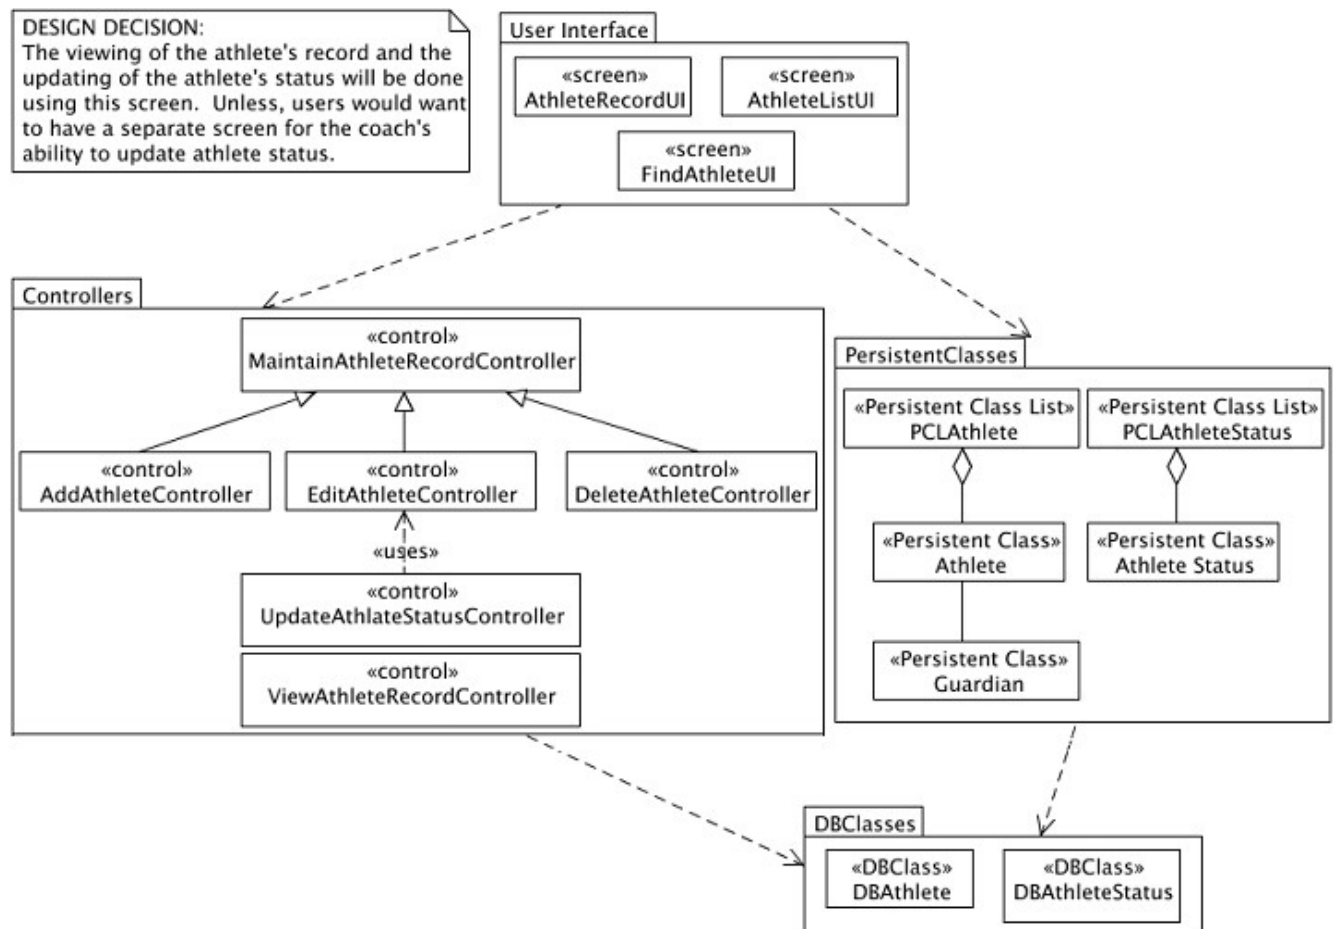 DESIGN DECISION:
The viewing of the athlete's record and the
updating of the athlete's status will be done
using this screen.  Unless, users would want
to have a separate screen for the coach's
ability to update athlete status.
User Interface
«screen»
AthleteRecordUI
«screen»
AthleteListUI
«screen»
FindAthleteUI
Controllers
«control»
MaintainAthleteRecordController
«control»
AddAthleteController
«control»
EditAthleteController
«control»
DeleteAthleteController
«uses»
«control»
UpdateAthlateStatusController
«control»
ViewAthleteRecordController
PersistentClasses
«Persistent Class List»
PCLAthlete
«Persistent Class List»
PCLAthleteStatus
«Persistent Class»
Athlete
«Persistent Class»
Athlete Status
«Persistent Class»
Guardian
DBClasses
«DBClass»
DBAthlete
«DBClass»
DBAthleteStatus